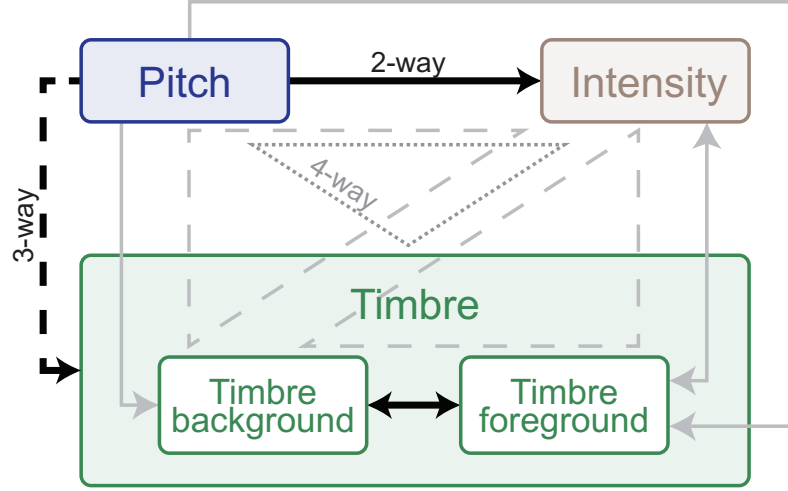 Pitch
2-way
Intensity
4-way
3-way
Timbre
Timbre
background
Timbre
foreground